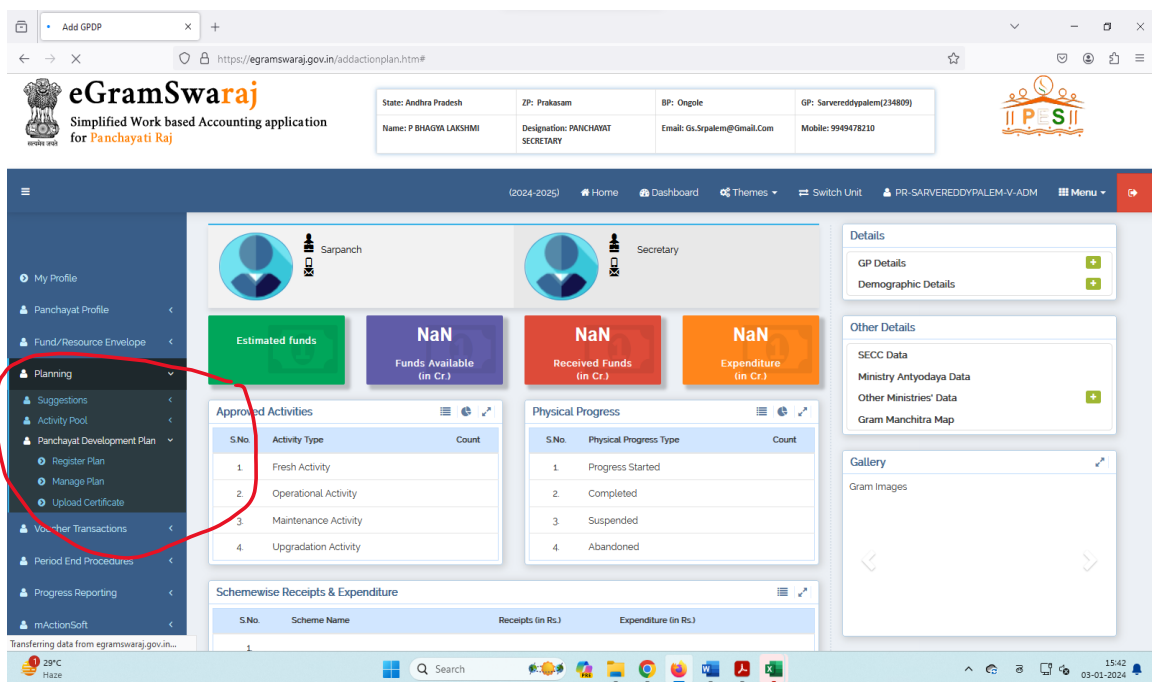 Add GPDP
https://egramswaraj.gov.in/addactionplan.htm#
eGramSwaraj
Simplified Work based Accounting application
for Panchayati Raj
सत्यमेव जयते
State: Andhra Pradesh
ZP: Prakasam
BP: Ongole
GP: Sarvereddypalem(234809)
Name: P BHAGYA LAKSHMI
Designation: PANCHAYAT SECRETARY
Email: Gs.Srpalem@Gmail.Com
Mobile: 9949478210
PES
(2024-2025)
Home
Dashboard
Themes
Switch Unit
PR-SARVEREDDYPALEM-V-ADM
Menu
My Profile
Panchayat Profile
Fund/Resource Envelope
Planning
Suggestions
Activity Pool
Panchayat Development Plan
Register Plan
Manage Plan
Upload Certificate
Voucher Transactions
Period End Procedures
Progress Reporting
mActionSoft
Transferring data from egramswaraj.gov.in...
Sarpanch
Secretary
Estimated funds
NaN
Funds Available
(in Cr.)
NaN
Received Funds
(in Cr.)
NaN
Expenditure
(in Cr.)
Approved Activities
S.No. Activity Type Count
1. Fresh Activity
2. Operational Activity
3. Maintenance Activity
4. Upgradation Activity
Physical Progress
S.No. Physical Progress Type Count
1. Progress Started
2. Completed
3. Suspended
4. Abandoned
Schemewise Receipts & Expenditure
S.No. Scheme Name Receipts (in Rs.) Expenditure (in Rs.)
1.
Details
GP Details
Demographic Details
Other Details
SECC Data
Ministry Antyodaya Data
Other Ministries' Data
Gram Manchitra Map
Gallery
Gram Images
1
29°C
Haze
Search
PRE
15:42
03-01-2024